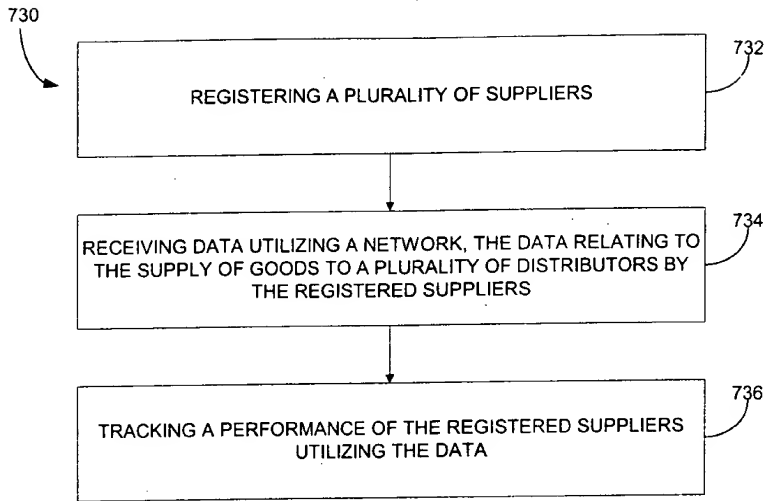 730
732
REGISTERING A PLURALITY OF SUPPLIERS
734
RECEIVING DATA UTILIZING A NETWORK, THE DATA RELATING TO
THE SUPPLY OF GOODS TO A PLURALITY OF DISTRIBUTORS BY
THE REGISTERED SUPPLIERS
736
TRACKING A PERFORMANCE OF THE REGISTERED SUPPLIERS
UTILIZING THE DATA